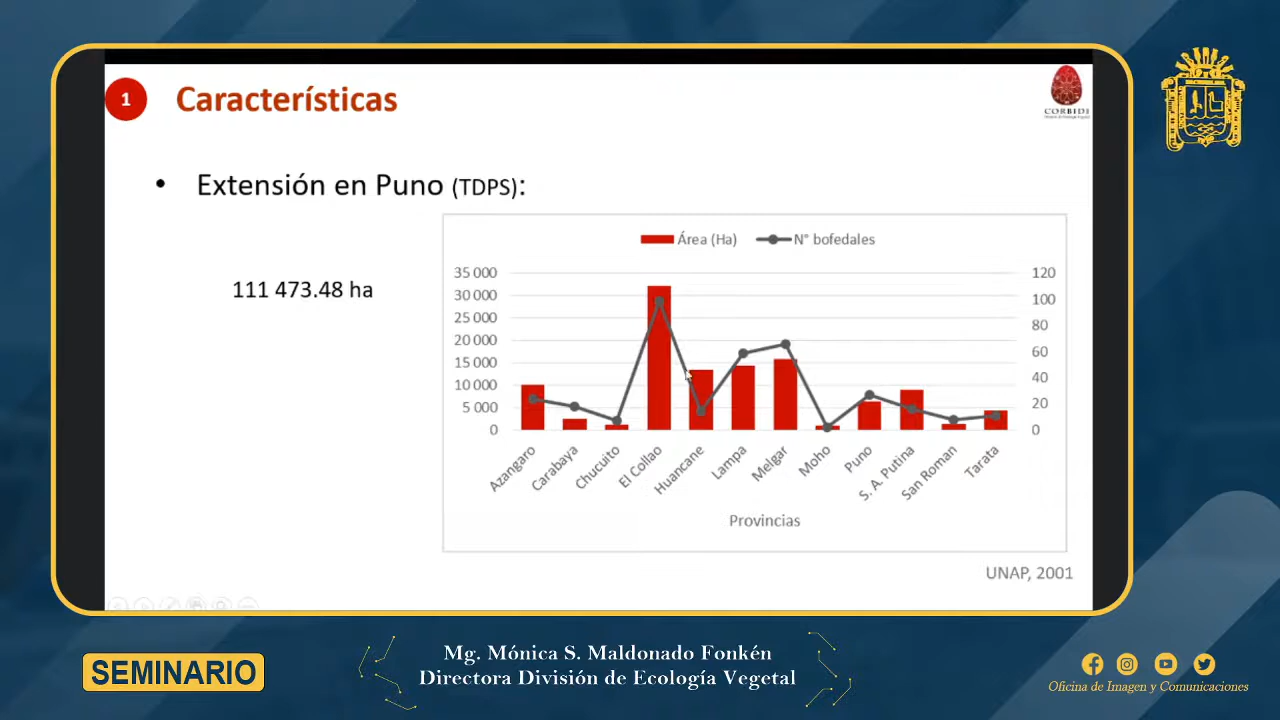 1 Características
CORBIDI
• Extensión en Puno (TDPS):
111 473.48 ha
Área (Ha) N° bofedales
35 000
30 000
25 000
20 000
15 000
10 000
5 000
0
120
100
80
60
40
20
0
Azangaro
Carabaya
Chucuito
El Collao
Huancane
Lampa
Melgar
Moho
Puno
S. A. Putina
San Roman
Tarata
Provincias
UNAP, 2001
SEMINARIO
Mg. Mónica S. Maldonado Fonkén
Directora División de Ecología Vegetal
Oficina de Imagen y Comunicaciones